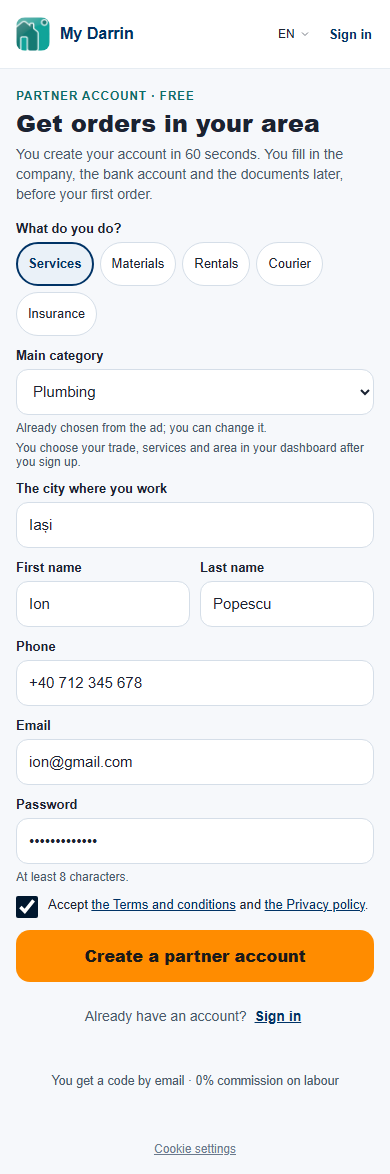 My Darrin
EN
Sign in
PARTNER ACCOUNT · FREE
Get orders in your area
You create your account in 60 seconds. You fill in the
company, the bank account and the documents later,
before your first order.
What do you do?
Services
Materials
Rentals
Courier
Insurance
Main category
Plumbing
Already chosen from the ad; you can change it.
You choose your trade, services and area in your dashboard after
you sign up.
The city where you work
Iași
First name
Last name
Ion
Popescu
Phone
+40 712 345 678
Email
ion@gmail.com
Password
•••••••••••••
At least 8 characters.
Accept the Terms and conditions and the Privacy policy.
Create a partner account
Already have an account? Sign in
You get a code by email · 0% commission on labour
Cookie settings